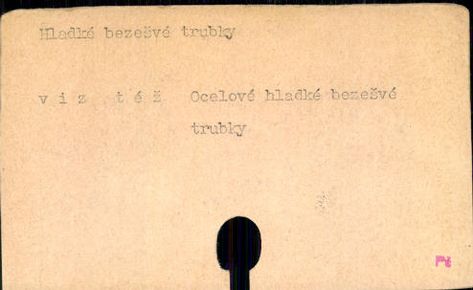 Hladké bezešvé trubky
v i z   t é ž   Ocelové hladké bezešvé
trubky